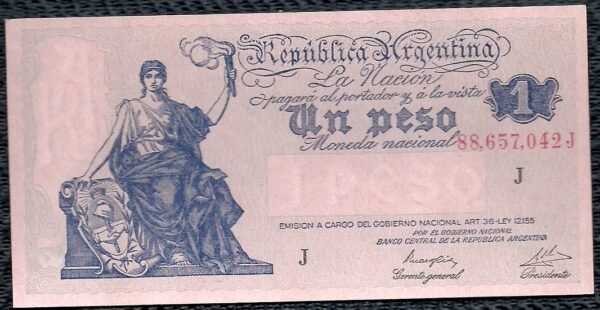 República Argentina
La Nación
pagará al portador y á la vista
1
Un peso
Moneda nacional
88,657,042 J
J
EMISION A CARGO DEL GOBIERNO NACIONAL ART. 36-LEY 12.155
POR EL GOBIERNO NACIONAL
BANCO CENTRAL DE LA REPUBLICA ARGENTINA
J
Gerente general
Presidente